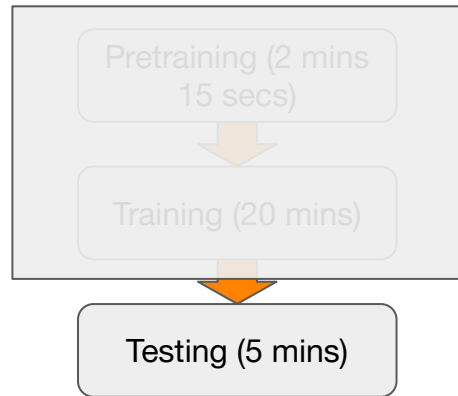 Pretraining (2 mins
15 secs)
Training (20 mins)
Testing (5 mins)